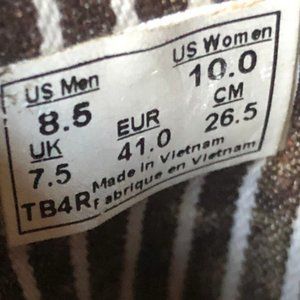 US Men US Women
8.5 10.0
UK EUR CM
7.5 41.0 26.5
Made in Vietnam
TB4R Fabrique en Vietnam